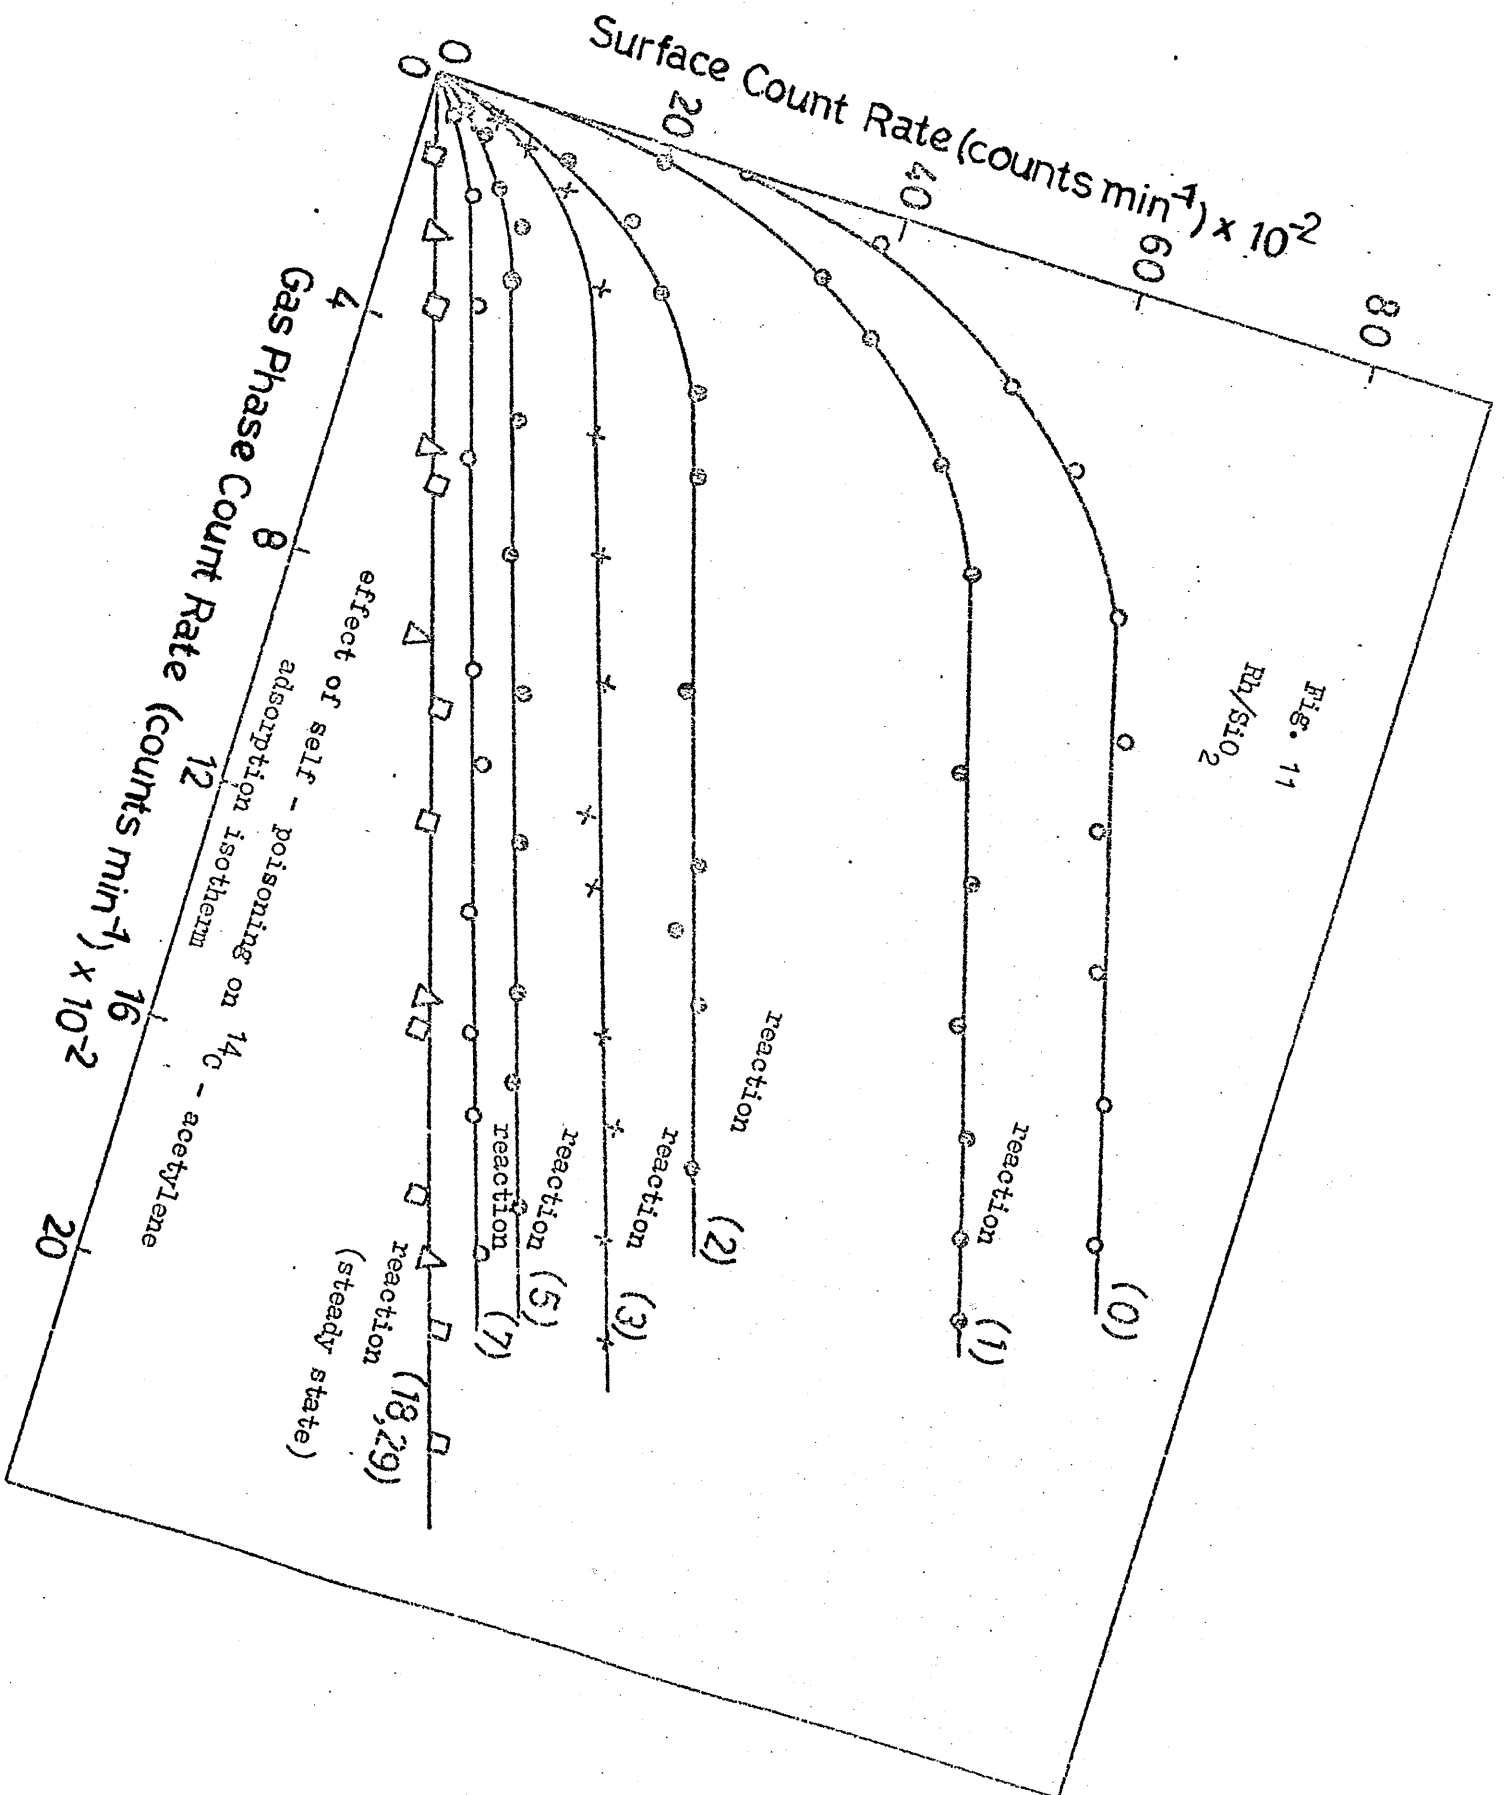 Fig. 11
Rh/SiO2
Surface Count Rate (counts min-1) x 10-2
80
60
40
20
0
0
4
8
12
16
20
Gas Phase Count Rate (counts min-1) x 10-2
(0)
reaction (1)
reaction (2)
reaction (3)
reaction (5)
reaction (7)
reaction (18,29)
(steady state)
effect of self - poisoning on 14C - acetylene
adsorption isotherm